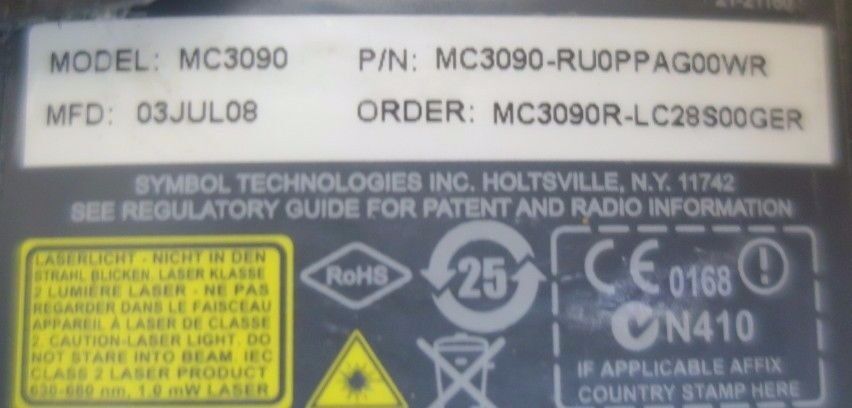 MODEL: MC3090 P/N: MC3090-RU0PPAG00WR
MFD: 03JUL08 ORDER: MC3090R-LC28S00GER
SYMBOL TECHNOLOGIES INC. HOLTSVILLE, N.Y. 11742
SEE REGULATORY GUIDE FOR PATENT AND RADIO INFORMATION
LASERLICHT - NICHT IN DEN
STRAHL BLICKEN. LASER KLASSE
2 LUMIÈRE LASER - NE PAS
REGARDER DANS LE FAISCEAU
APPAREIL À LASER DE CLASSE
2. CAUTION-LASER LIGHT. DO
NOT STARE INTO BEAM. IEC
CLASS 2 LASER PRODUCT
630-680 nm, 1.0 mW LASER
RoHS
25
CE 0168
N410
IF APPLICABLE AFFIX
COUNTRY STAMP HERE